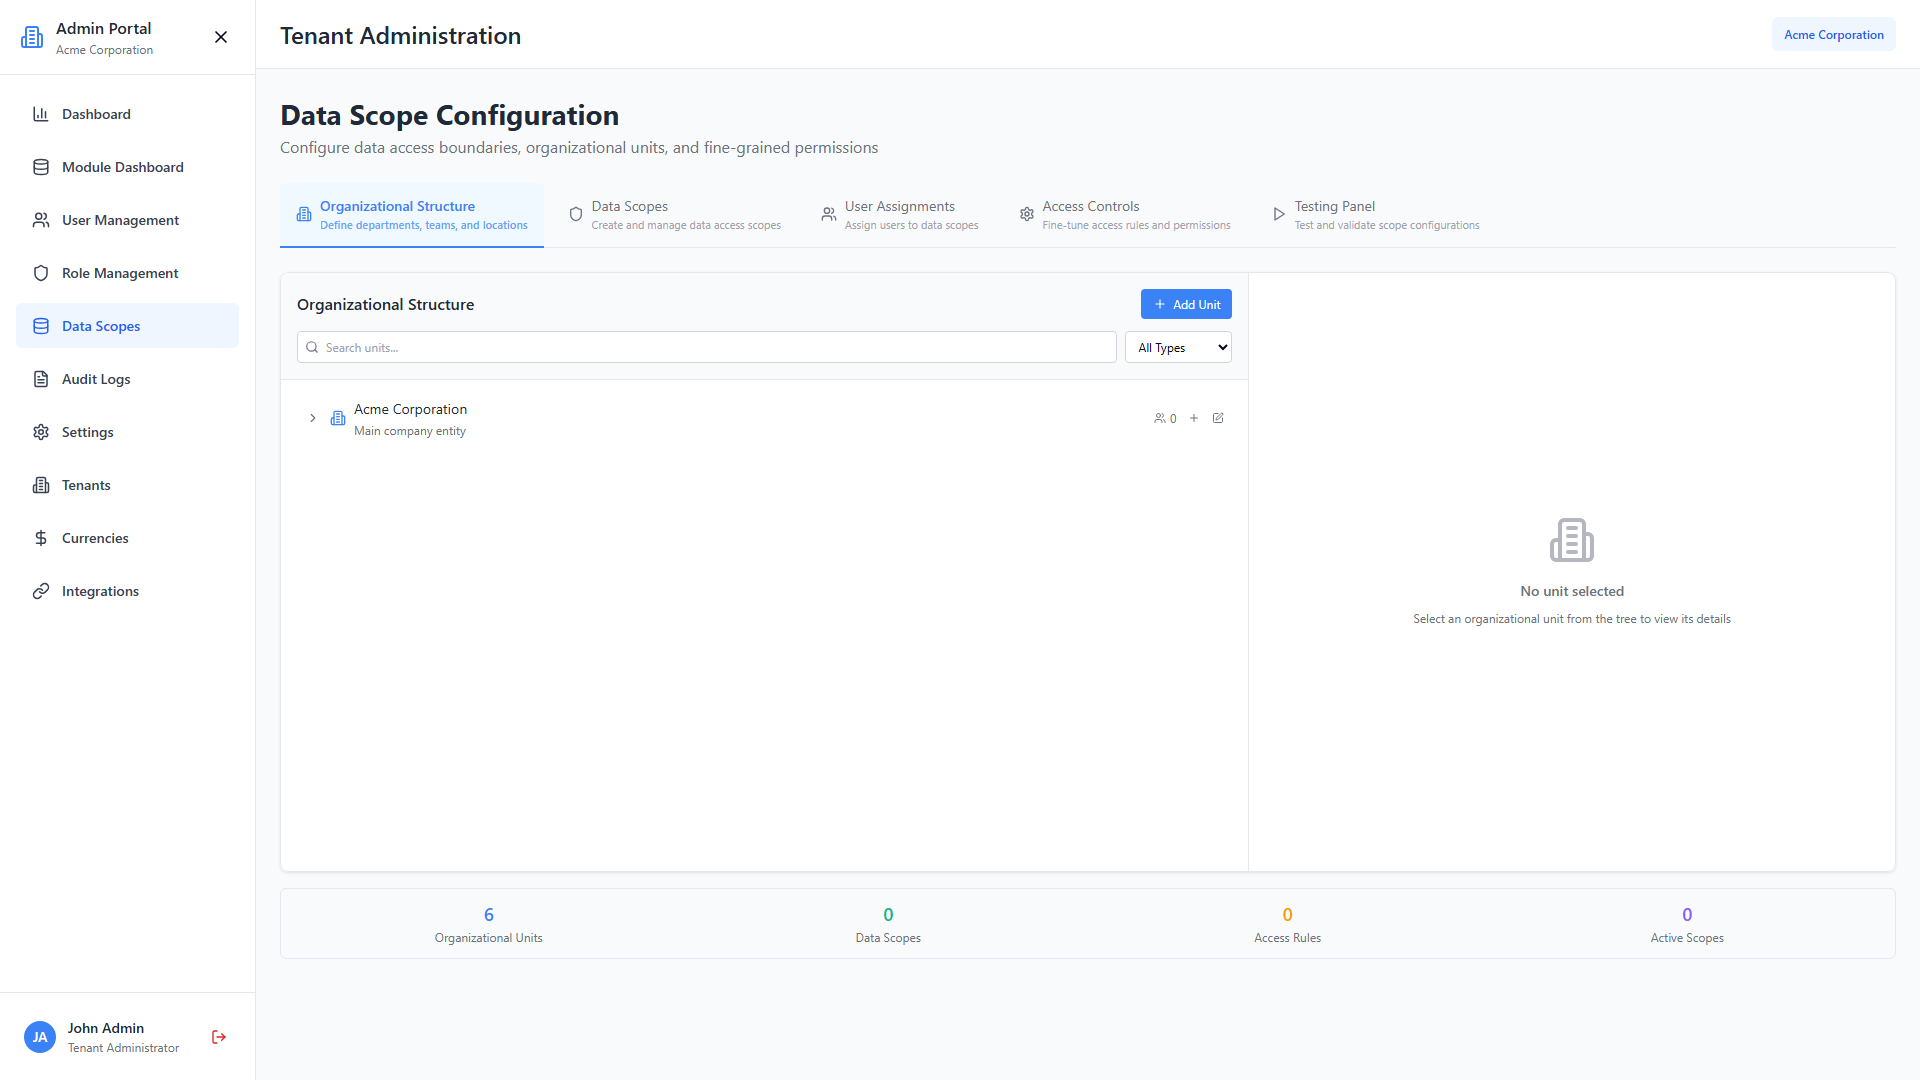 Admin Portal
Acme Corporation
Dashboard
Module Dashboard
User Management
Role Management
Data Scopes
Audit Logs
Settings
Tenants
Currencies
Integrations
JA
John Admin
Tenant Administrator
Tenant Administration
Acme Corporation
Data Scope Configuration
Configure data access boundaries, organizational units, and fine-grained permissions
Organizational Structure
Define departments, teams, and locations
Data Scopes
Create and manage data access scopes
User Assignments
Assign users to data scopes
Access Controls
Fine-tune access rules and permissions
Testing Panel
Test and validate scope configurations
Organizational Structure
Add Unit
Search units...
All Types
Acme Corporation
Main company entity
0
No unit selected
Select an organizational unit from the tree to view its details
6
Organizational Units
0
Data Scopes
0
Access Rules
0
Active Scopes